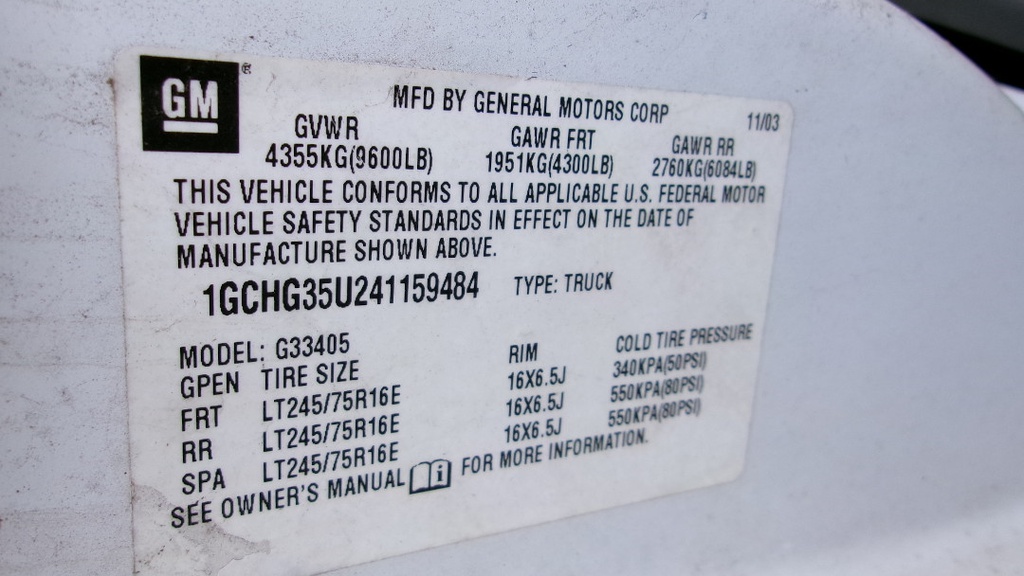 GM ®
MFD BY GENERAL MOTORS CORP 11/03
GVWR GAWR FRT GAWR RR
4355KG(9600LB) 1951KG(4300LB) 2760KG(6084LB)
THIS VEHICLE CONFORMS TO ALL APPLICABLE U.S. FEDERAL MOTOR
VEHICLE SAFETY STANDARDS IN EFFECT ON THE DATE OF
MANUFACTURE SHOWN ABOVE.
1GCHG35U241159484 TYPE: TRUCK
MODEL: G33405
GPEN TIRE SIZE RIM COLD TIRE PRESSURE
FRT LT245/75R16E 16X6.5J 340KPA(50PSI)
RR LT245/75R16E 16X6.5J 550KPA(80PSI)
SPA LT245/75R16E 16X6.5J 550KPA(80PSI)
SEE OWNER'S MANUAL i FOR MORE INFORMATION.